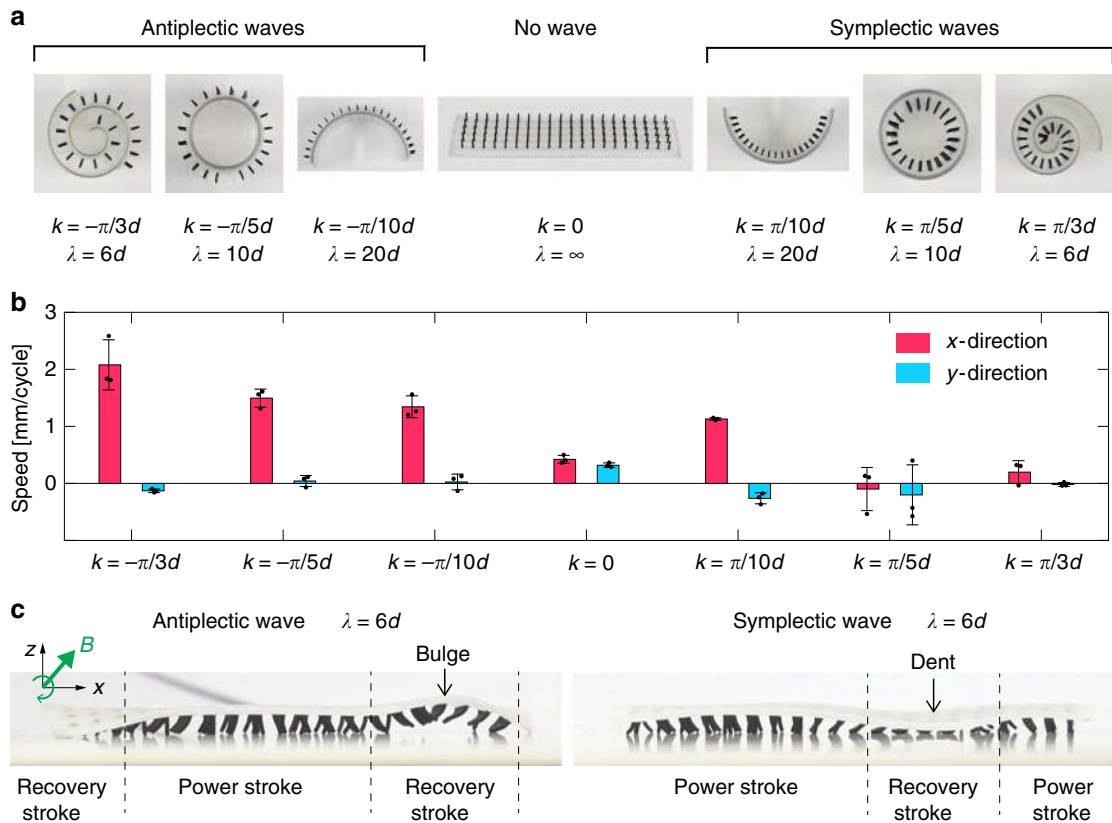 a
Antiplectic waves
No wave
Symplectic waves
k = −π/3d
k = −π/5d
k = −π/10d
k = 0
k = π/10d
k = π/5d
k = π/3d
λ = 6d
λ = 10d
λ = 20d
λ = ∞
λ = 20d
λ = 10d
λ = 6d
b
Speed [mm/cycle]
3
2
1
0
x-direction
y-direction
k = −π/3d
k = −π/5d
k = −π/10d
k = 0
k = π/10d
k = π/5d
k = π/3d
c
Antiplectic wave λ = 6d
Symplectic wave λ = 6d
z
B
x
Bulge
Dent
Recovery
stroke
Power stroke
Recovery
stroke
Power stroke
Recovery
stroke
Power
stroke